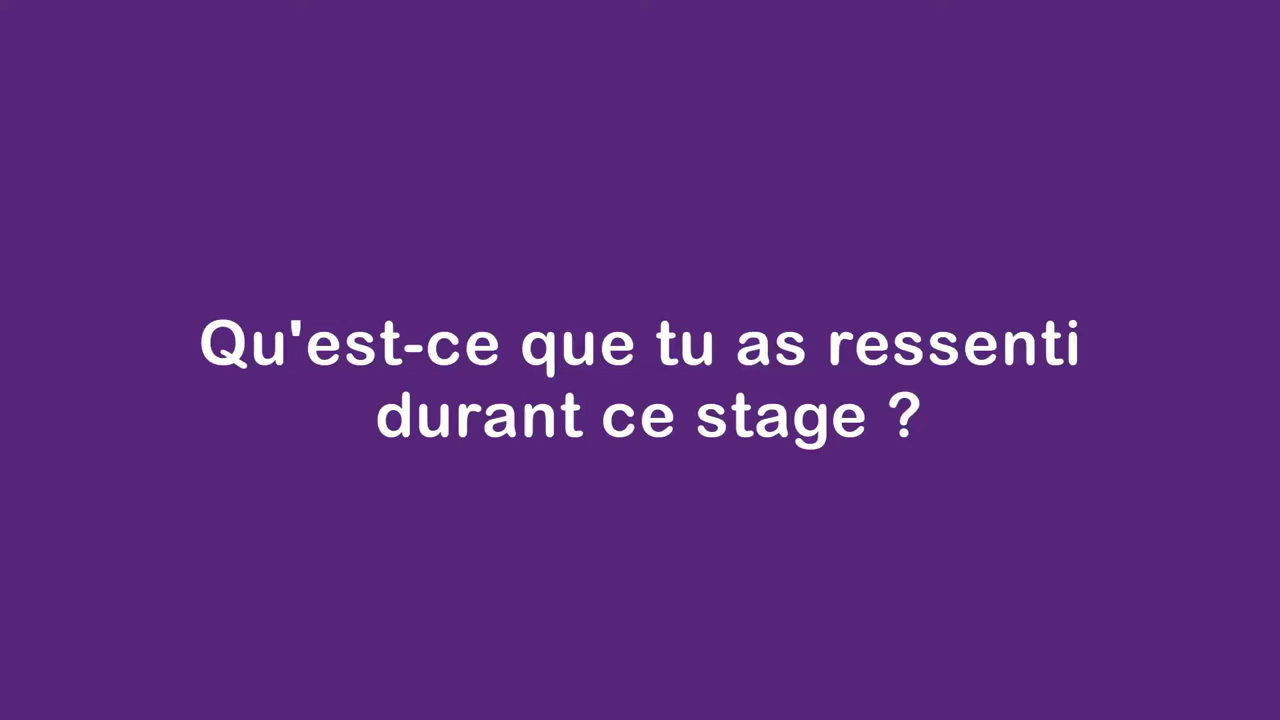 Qu'est-ce que tu as ressenti
durant ce stage ?